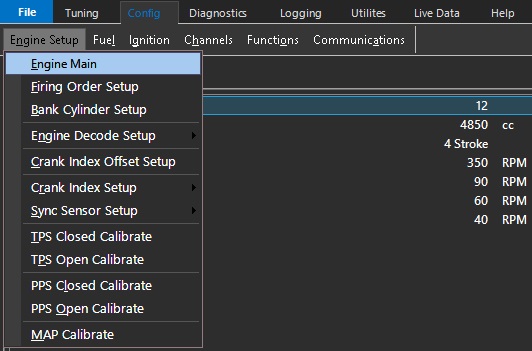 File Tuning Config Diagnostics Logging Utilites Live Data Help
Engine Setup Fuel Ignition Channels Functions Communications
Engine Main
Firing Order Setup
12
Bank Cylinder Setup
4850 cc
Engine Decode Setup
4 Stroke
Crank Index Offset Setup
350 RPM
Crank Index Setup
90 RPM
Sync Sensor Setup
60 RPM
TPS Closed Calibrate
40 RPM
TPS Open Calibrate
PPS Closed Calibrate
PPS Open Calibrate
MAP Calibrate